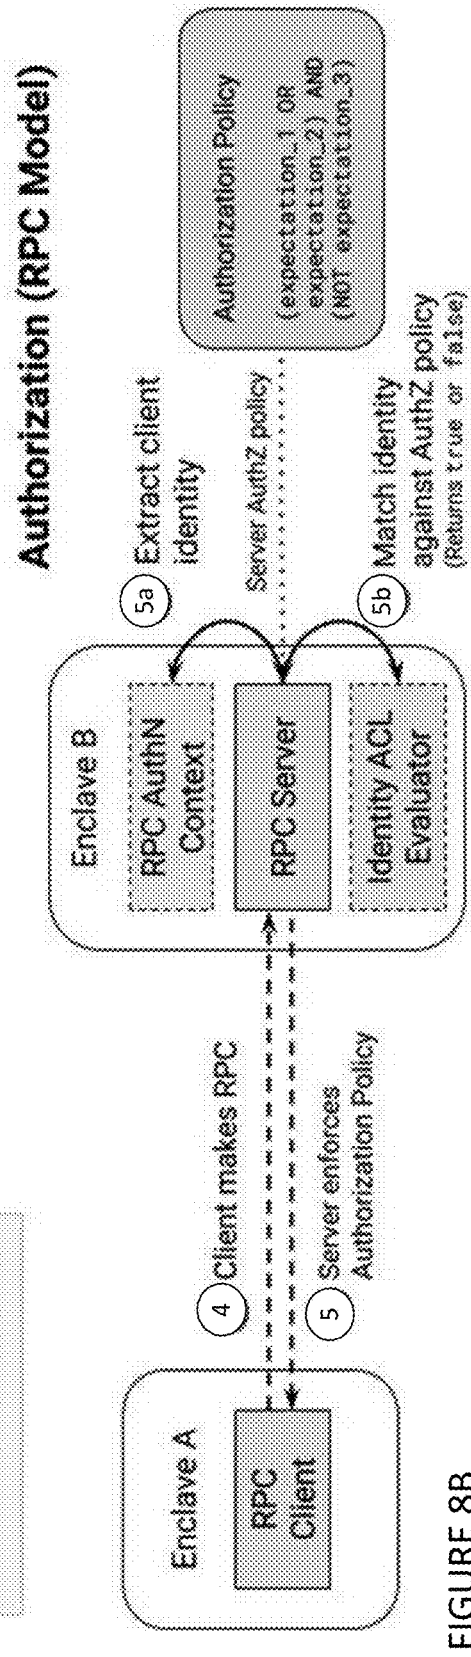 Authorization (RPC Model)
Enclave A
RPC
Client
4
Client makes RPC
5
Server enforces
Authorization Policy
Enclave B
RPC AuthN
Context
RPC Server
Identity ACL
Evaluator
5a
Extract client
identity
Server AuthZ policy
5b
Match identity
against AuthZ policy
(Returns true or false)
Authorization Policy
(expectation_1 OR
expectation_2) AND
(NOT expectation_3)
FIGURE 8B